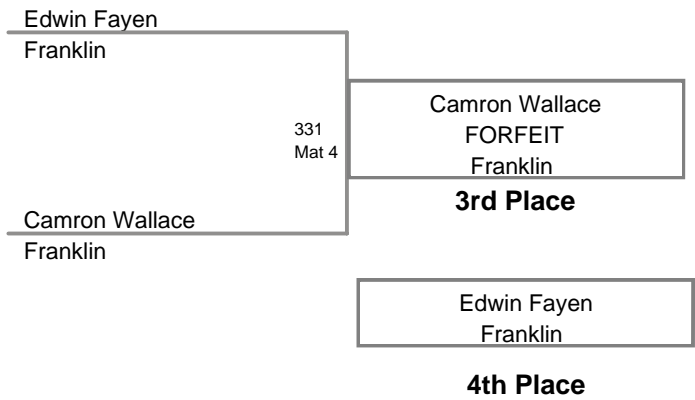 Edwin Fayen
Franklin
331
Mat 4
Camron Wallace
FORFEIT
Franklin
3rd Place
Camron Wallace
Franklin
Edwin Fayen
Franklin
4th Place